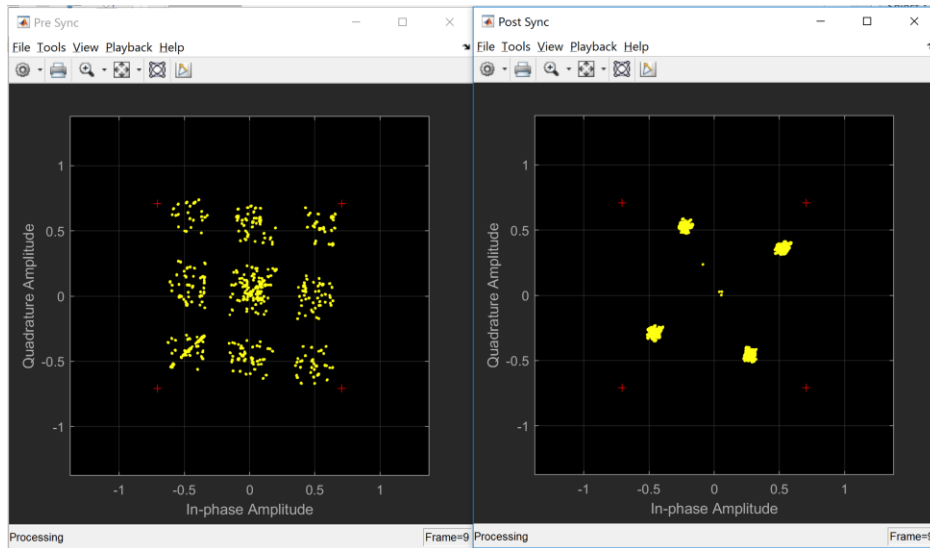 Pre Sync
File Tools View Playback Help
1
0.5
0
-0.5
-1
Quadrature Amplitude
-1 -0.5 0 0.5 1
In-phase Amplitude
Processing Frame=9
Post Sync
File Tools View Playback Help
1
0.5
0
-0.5
-1
Quadrature Amplitude
-1 -0.5 0 0.5 1
In-phase Amplitude
Processing Frame=9